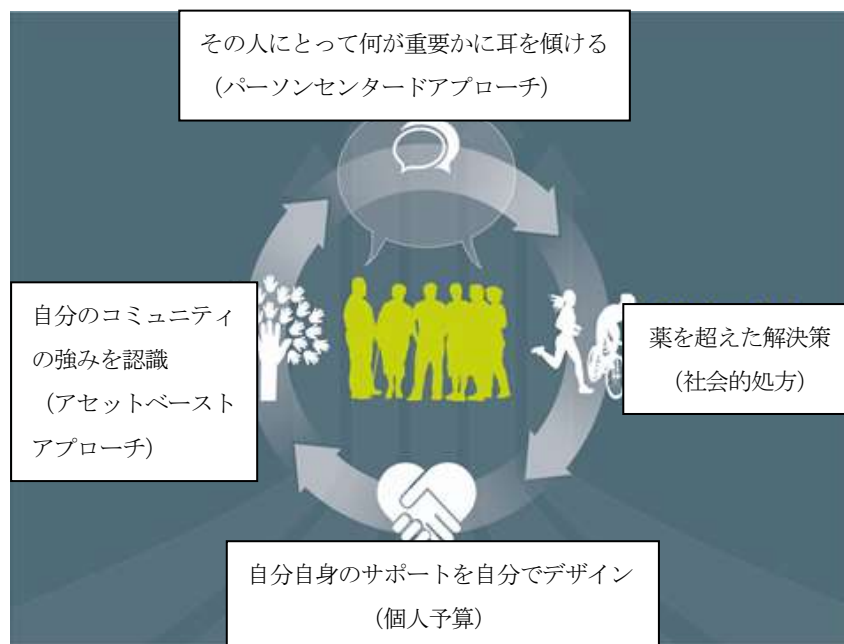 その人にとって何が重要かに耳を傾ける
（パーソンセンタードアプローチ）
薬を超えた解決策
（社会的処方）
自分自身のサポートを自分でデザイン
（個人予算）
自分のコミュニティ
の強みを認識
（アセットベースト
アプローチ）